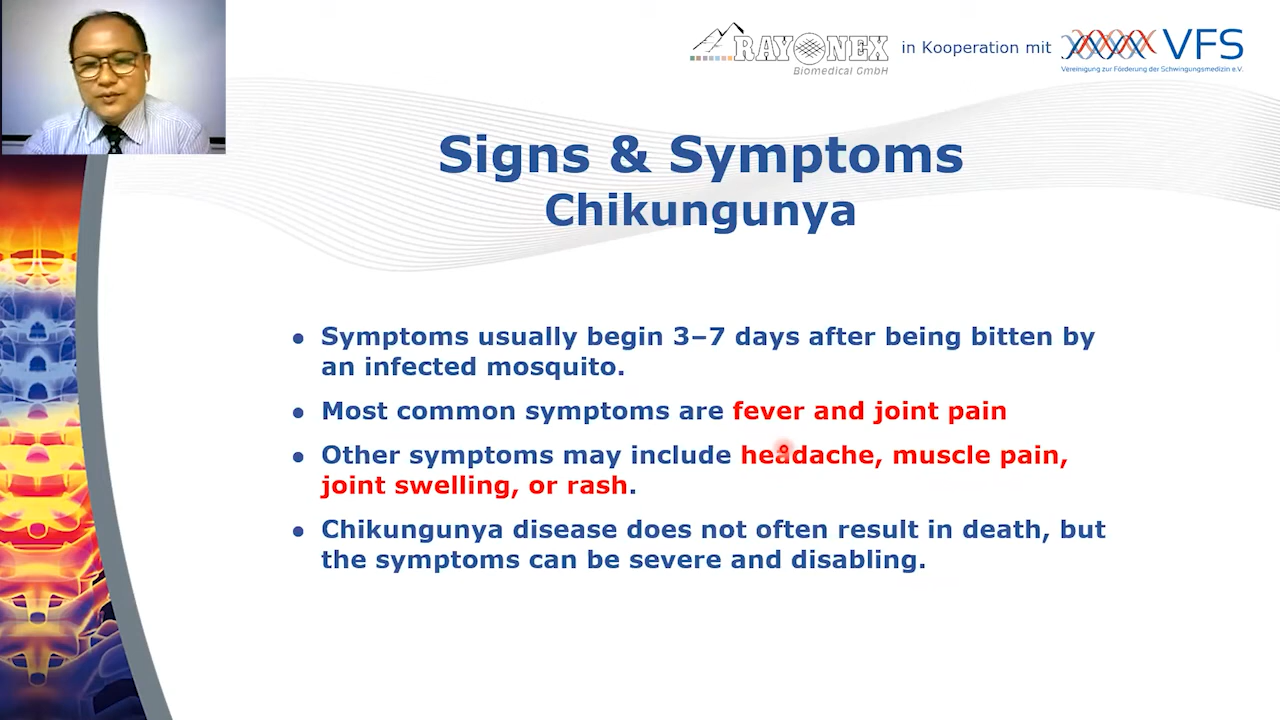 RAYONEX
Biomedical GmbH
in Kooperation mit
VFS
Vereinigung zur Förderung der Schwingungsmedizin e.V.
Signs & Symptoms
Chikungunya
• Symptoms usually begin 3–7 days after being bitten by
an infected mosquito.
• Most common symptoms are fever and joint pain
• Other symptoms may include headache, muscle pain,
joint swelling, or rash.
• Chikungunya disease does not often result in death, but
the symptoms can be severe and disabling.